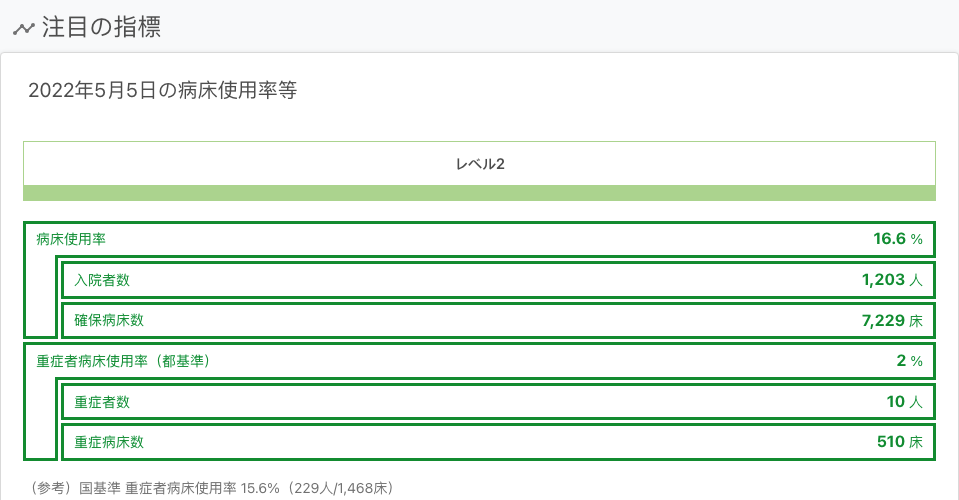 注目の指標
2022年5月5日の病床使用率等
レベル2
病床使用率 16.6 %
入院者数 1,203 人
確保病床数 7,229 床
重症者病床使用率（都基準） 2 %
重症者数 10 人
重症病床数 510 床
（参考）国基準 重症者病床使用率 15.6%（229人/1,468床）